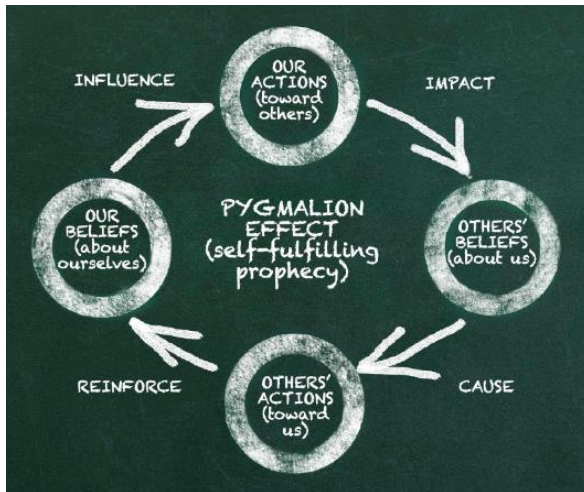 INFLUENCE
OUR
ACTIONS
(toward
others)
IMPACT
OUR
BELIEFS
(about
ourselves)
PYGMALION
EFFECT
(self-fulfilling
prophecy)
OTHERS'
BELIEFS
(about us)
REINFORCE
OTHERS'
ACTIONS
(toward
us)
CAUSE